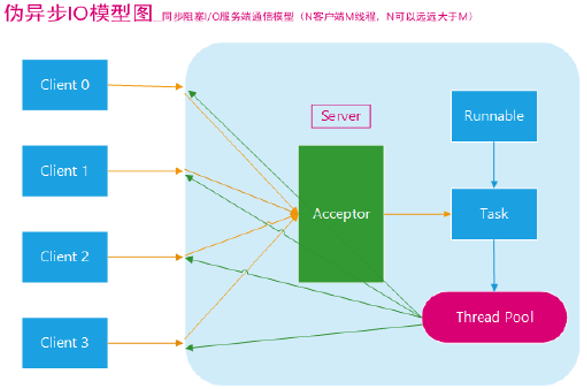 伪异步IO模型图_同步阻塞I/O服务端通信模型（N客户端M线程，N可以远远大于M）
Client 0
Server
Runnable
Client 1
Acceptor
Task
Client 2
Thread Pool
Client 3